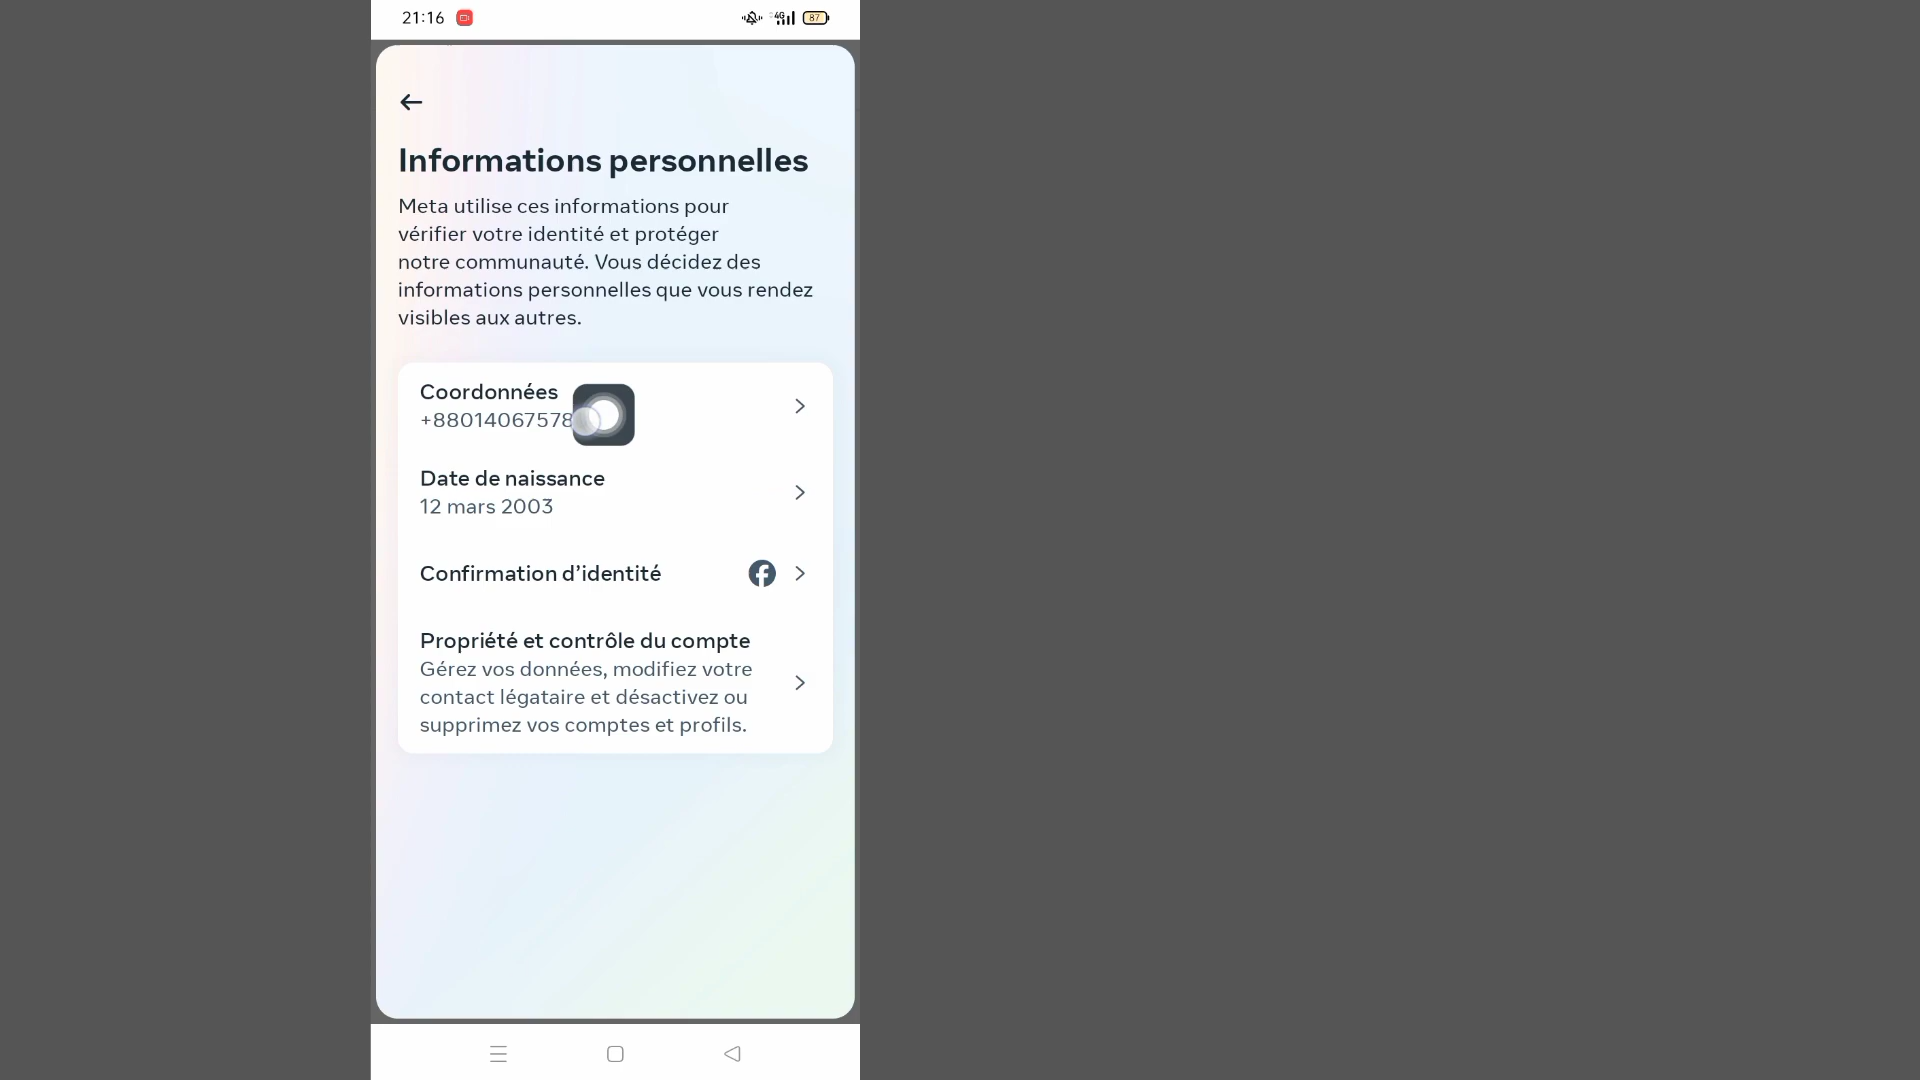 21:16
4G
87
Informations personnelles
Meta utilise ces informations pour
vérifier votre identité et protéger
notre communauté. Vous décidez des
informations personnelles que vous rendez
visibles aux autres.
Coordonnées
+88014067578
Date de naissance
12 mars 2003
Confirmation d’identité
Propriété et contrôle du compte
Gérez vos données, modifiez votre
contact légataire et désactivez ou
supprimez vos comptes et profils.